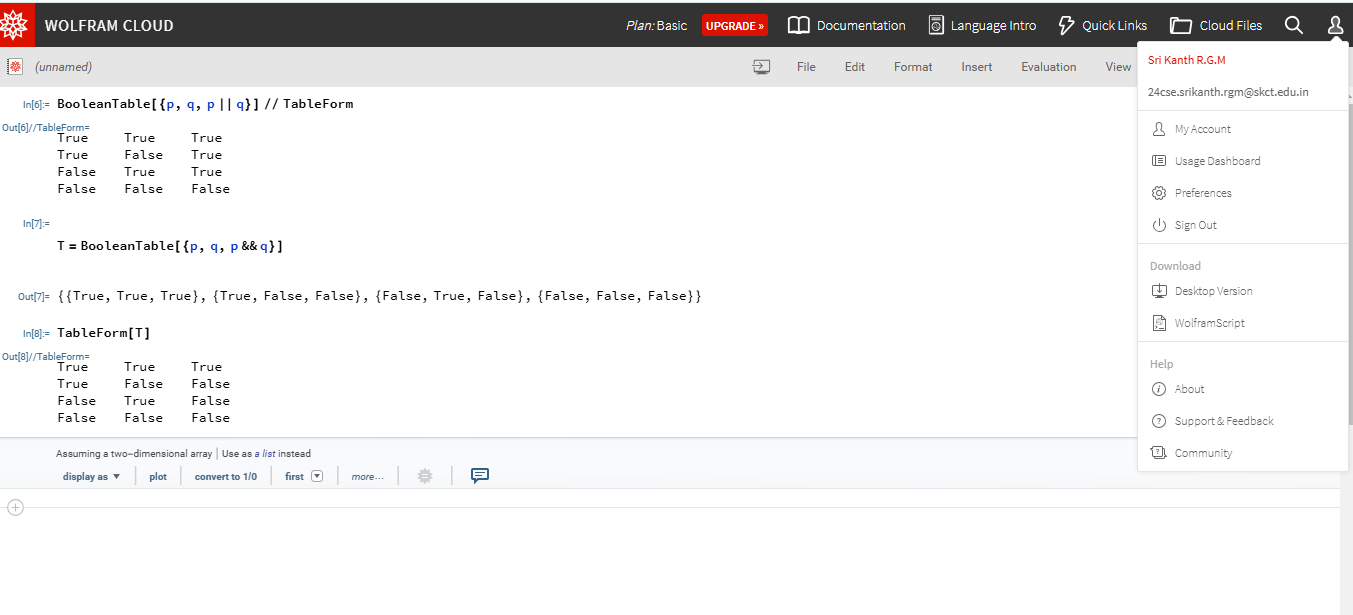 WOLFRAM CLOUD
Plan: Basic UPGRADE » Documentation Language Intro Quick Links Cloud Files
(unnamed) File Edit Format Insert Evaluation View
Sri Kanth R.G.M
24cse.srikanth.rgm@skct.edu.in
My Account
Usage Dashboard
Preferences
Sign Out
Download
Desktop Version
WolframScript
Help
About
Support & Feedback
Community
In[6]:= BooleanTable[{p, q, p || q}] // TableForm
Out[6]//TableForm=
True True True
True False True
False True True
False False False
In[7]:=
T = BooleanTable[{p, q, p && q}]
Out[7]= {{True, True, True}, {True, False, False}, {False, True, False}, {False, False, False}}
In[8]:= TableForm[T]
Out[8]//TableForm=
True True True
True False False
False True False
False False False
Assuming a two-dimensional array | Use as a list instead
display as plot convert to 1/0 first more...